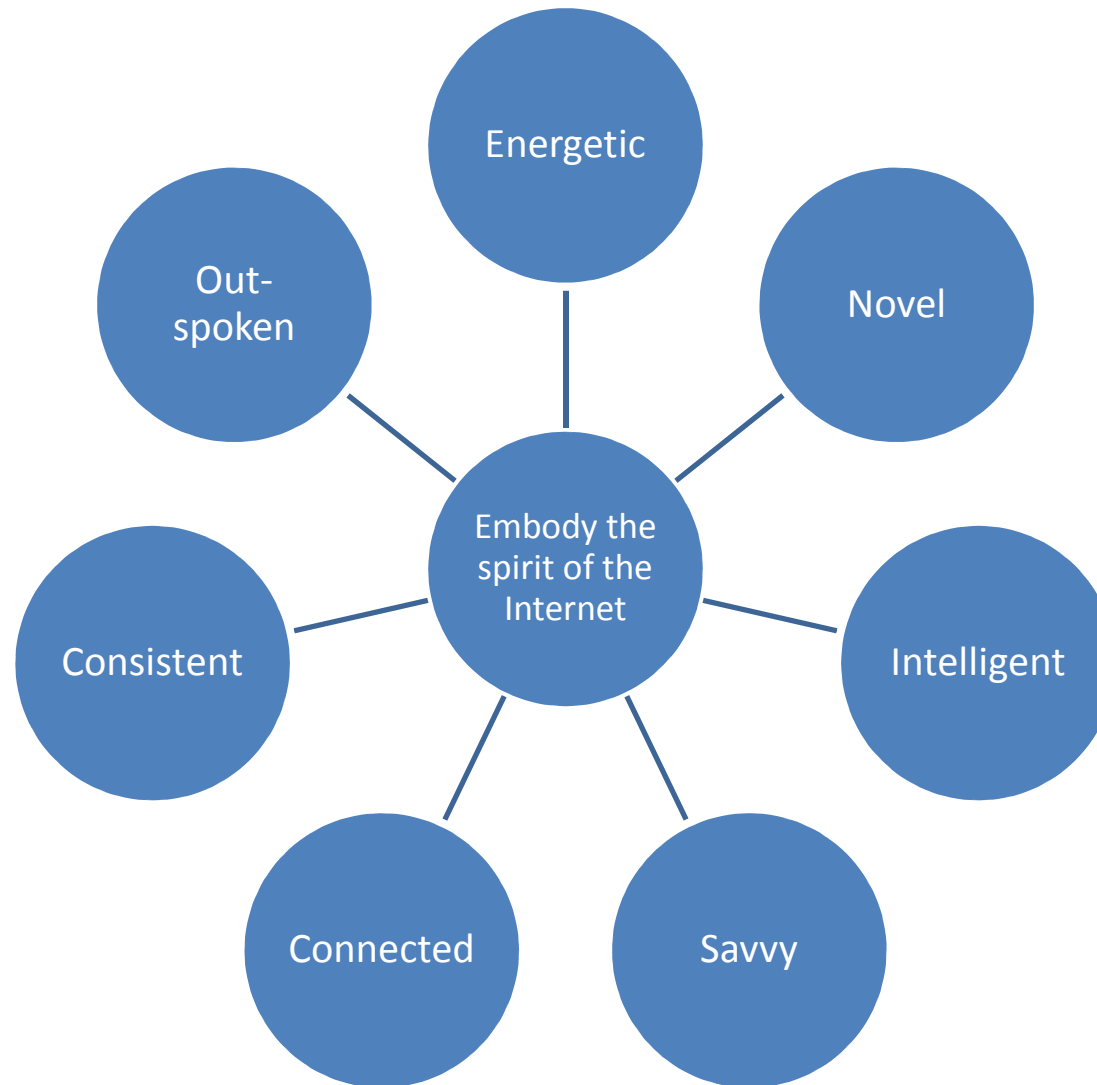 Energetic
Out-
spoken
Novel
Embody the
spirit of the
Internet
Consistent
Intelligent
Connected
Savvy